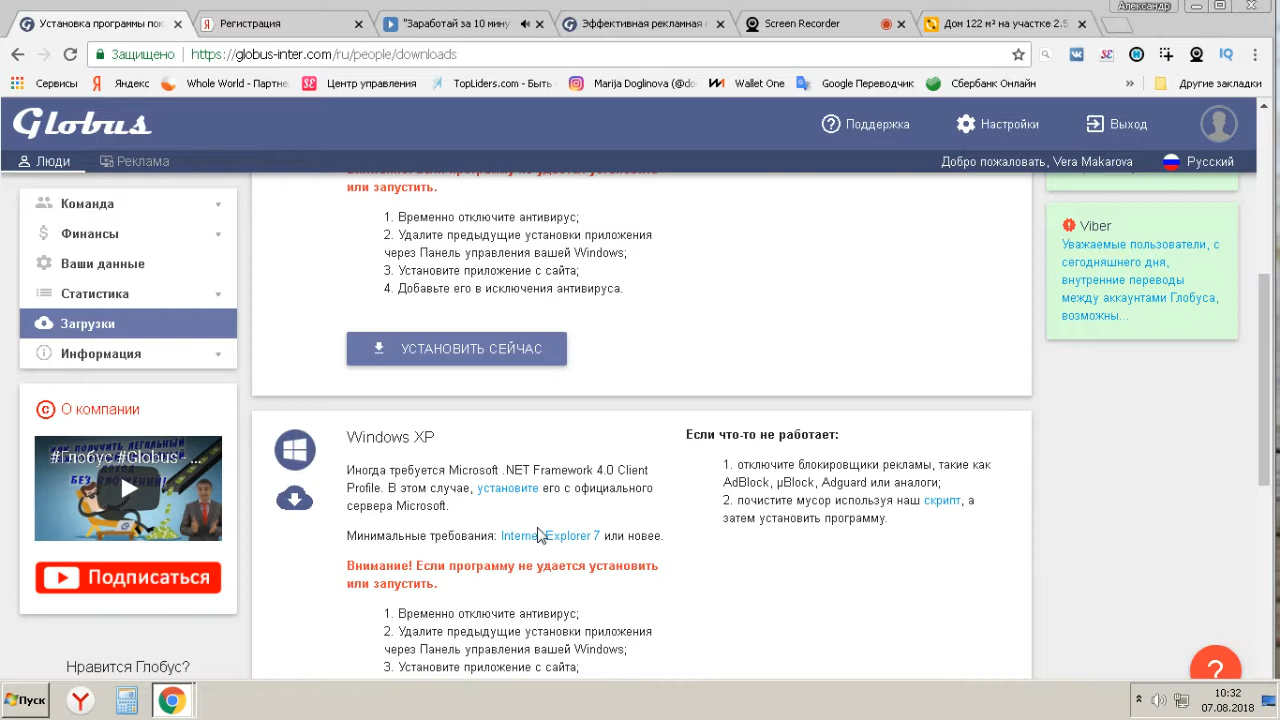 Александр
Установка программы пок
Регистрация
"Заработай за 10 мину
Эффективная рекламная
Screen Recorder
Дом 122 м² на участке 2.5
Защищено
https://globus-inter.com/ru/people/downloads
Сервисы
Яндекс
Whole World - Партне
Центр управления
TopLiders.com - Быть
Marija Doglinova (@do
Wallet One
Google Переводчик
Сбербанк Онлайн
»
Другие закладки
Globus
Поддержка
Настройки
Выход
Люди
Реклама
Добро пожаловать, Vera Makarova
Русский
Команда
Финансы
Ваши данные
Статистика
Загрузки
Информация
О компании
#Глобус #Globus - ...
Подписаться
Нравится Глобус?
или запустить.
1. Временно отключите антивирус;
2. Удалите предыдущие установки приложения
через Панель управления вашей Windows;
3. Установите приложение с сайта;
4. Добавьте его в исключения антивируса.
УСТАНОВИТЬ СЕЙЧАС
Windows XP
Иногда требуется Microsoft .NET Framework 4.0 Client
Profile. В этом случае, установите его с официального
сервера Microsoft.
Минимальные требования: Internet Explorer 7 или новее.
Внимание! Если программу не удается установить
или запустить.
1. Временно отключите антивирус;
2. Удалите предыдущие установки приложения
через Панель управления вашей Windows;
3. Установите приложение с сайта;
Если что-то не работает:
1. отключите блокировщики рекламы, такие как
AdBlock, µBlock, Adguard или аналоги;
2. почистите мусор используя наш скрипт, а
затем установить программу.
Viber
Уважаемые пользователи, с
сегодняшнего дня,
внутренние переводы
между аккаунтами Глобуса,
возможны...
?
Пуск
10:32
07.08.2018